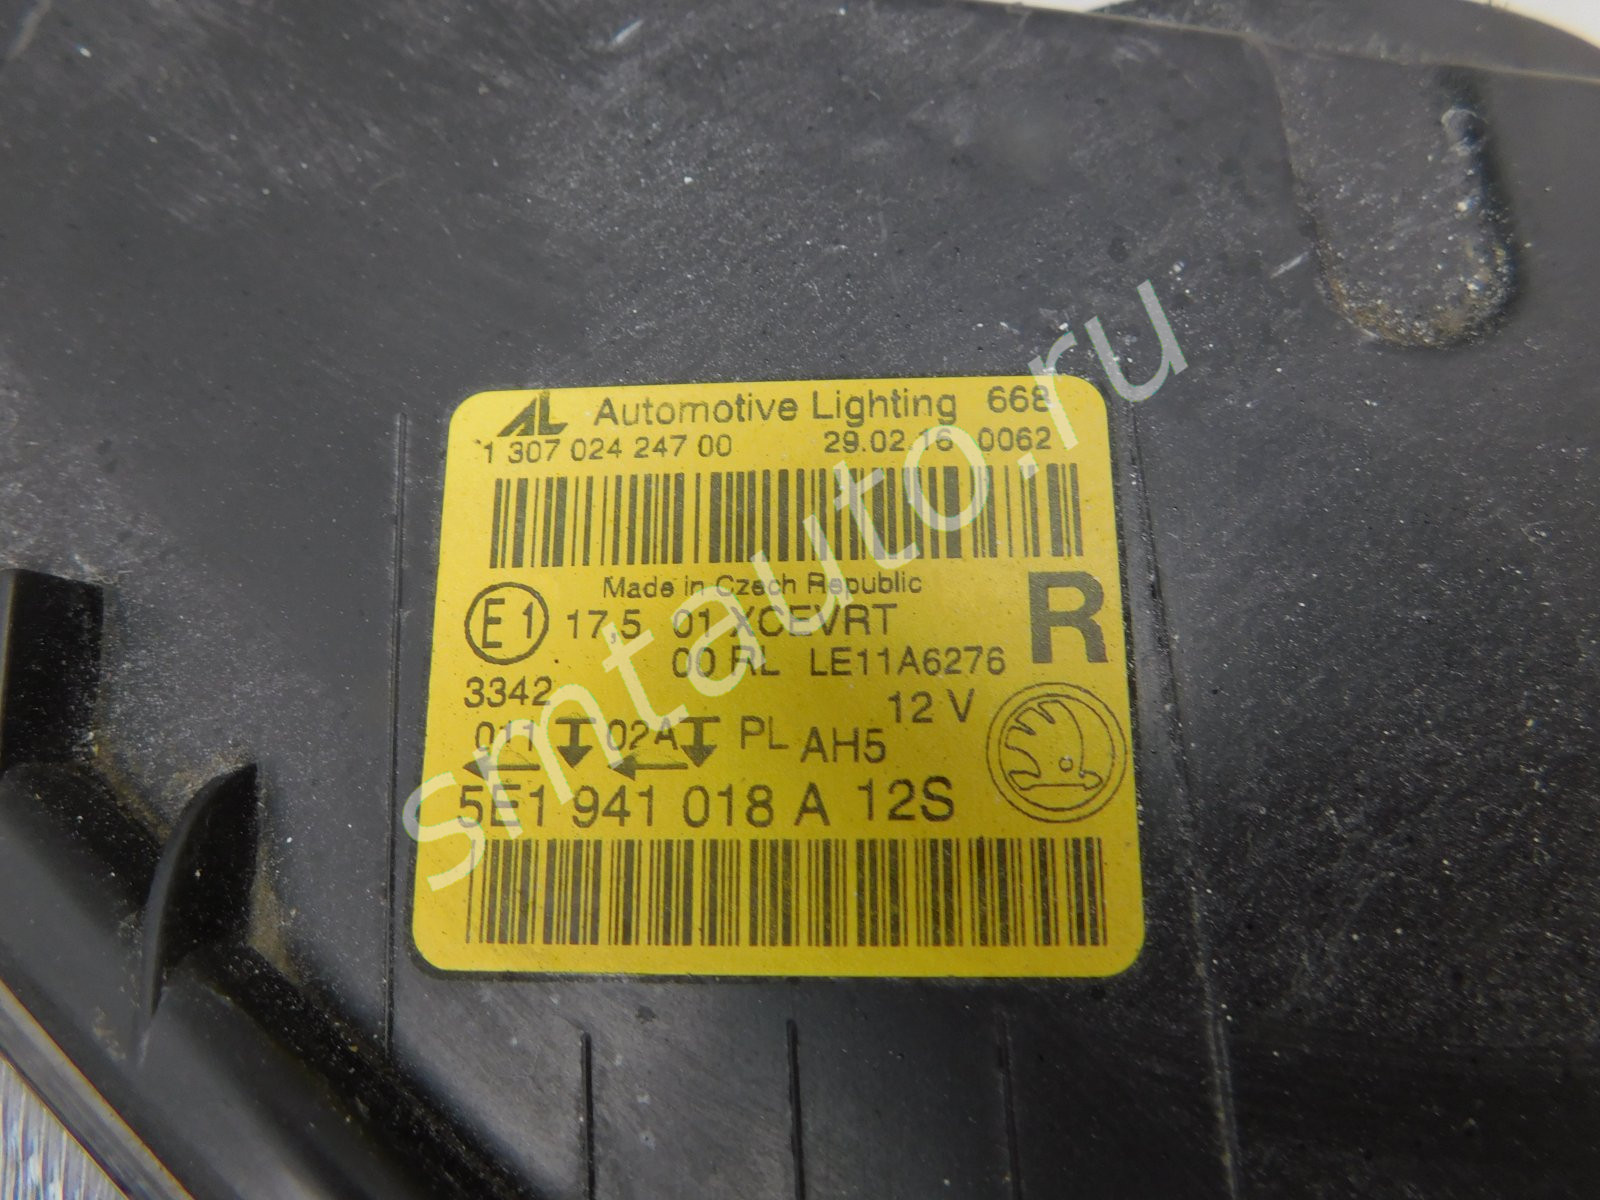 AL Automotive Lighting 668
1 307 024 247 00 29.02.16 0062
Made in Czech Republic
E1 17,5 01 XCEVRT R
00 RL LE11A6276
3342 12 V
011 02A PL AH5
5E1 941 018 A 12S
smtauto.ru